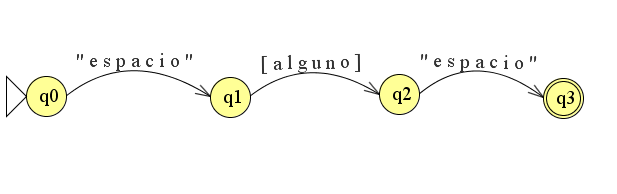 "espacio" [alguno] "espacio"
q0 q1 q2 q3